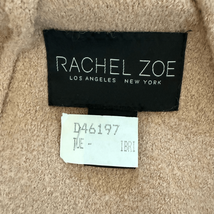 RACHEL ZOE
LOS ANGELES NEW YORK
D46197
IBRI